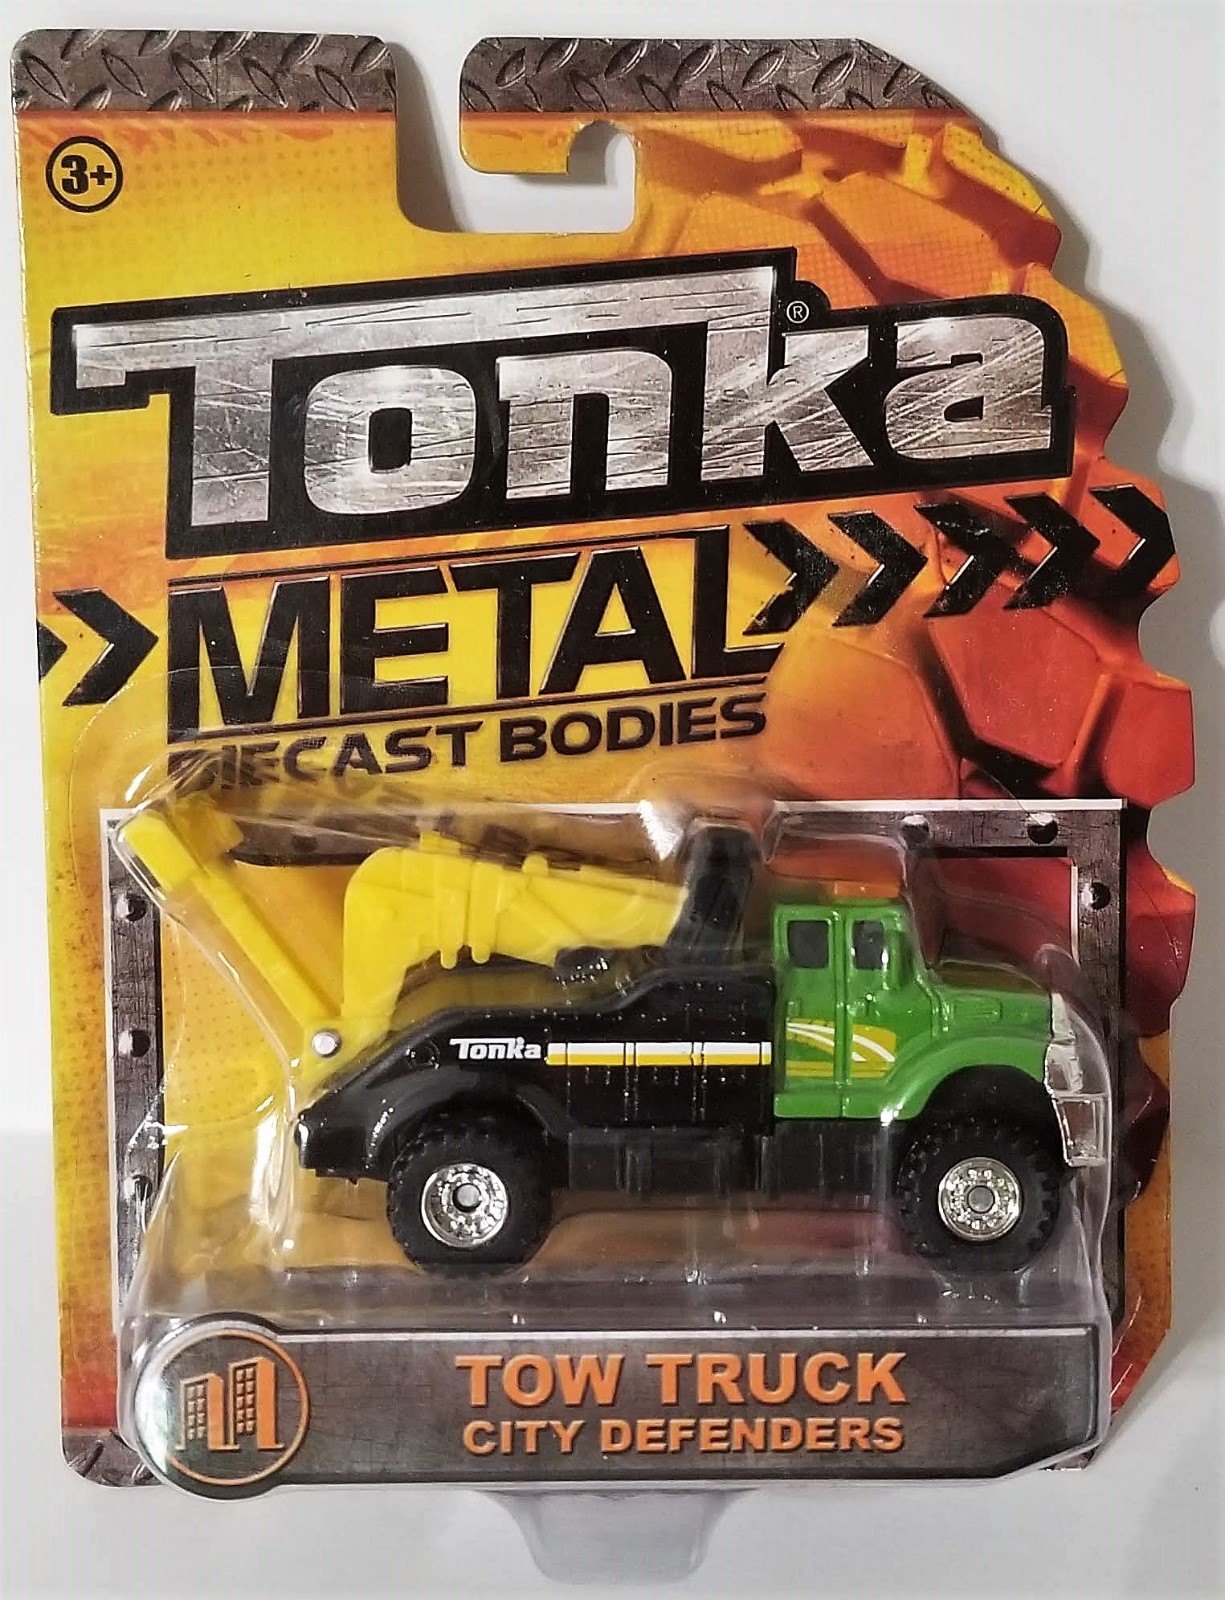 3+
Tonka®
METAL
DIECAST BODIES
Tonka
TOW TRUCK
CITY DEFENDERS